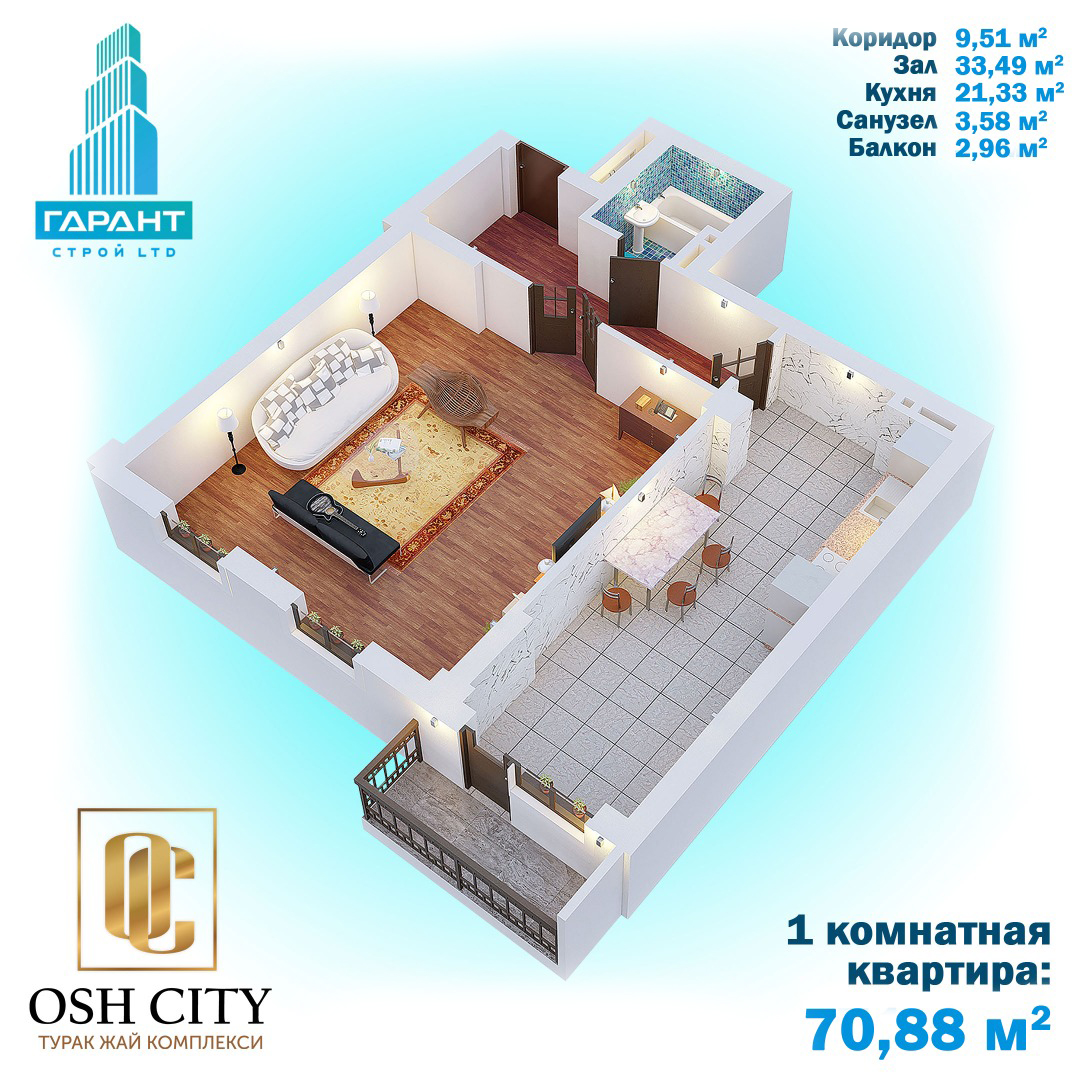 ГАРАНТ
СТРОЙ LTD
Коридор 9,51 м²
Зал 33,49 м²
Кухня 21,33 м²
Санузел 3,58 м²
Балкон 2,96 м²
OC
OSH CITY
ТУРАК ЖАЙ КОМПЛЕКСИ
1 комнатная
квартира:
70,88 м²